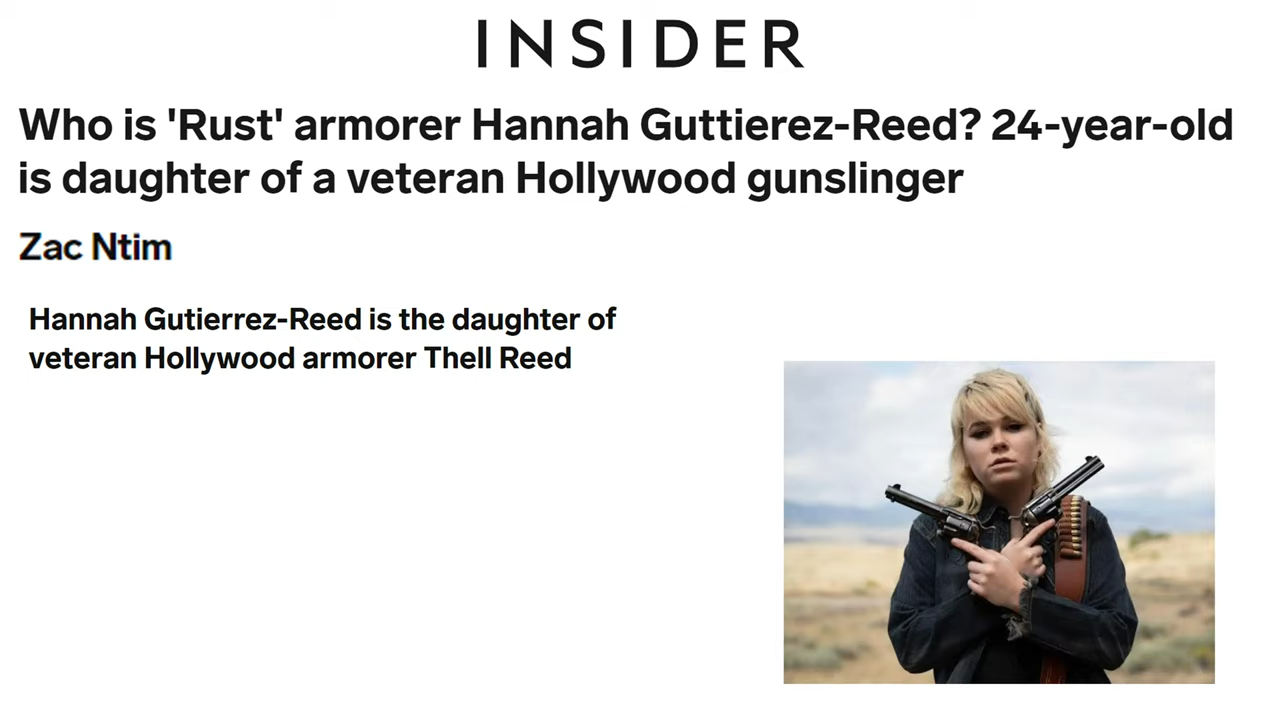 INSIDER
Who is 'Rust' armorer Hannah Guttierez-Reed? 24-year-old
is daughter of a veteran Hollywood gunslinger
Zac Ntim
Hannah Gutierrez-Reed is the daughter of
veteran Hollywood armorer Thell Reed